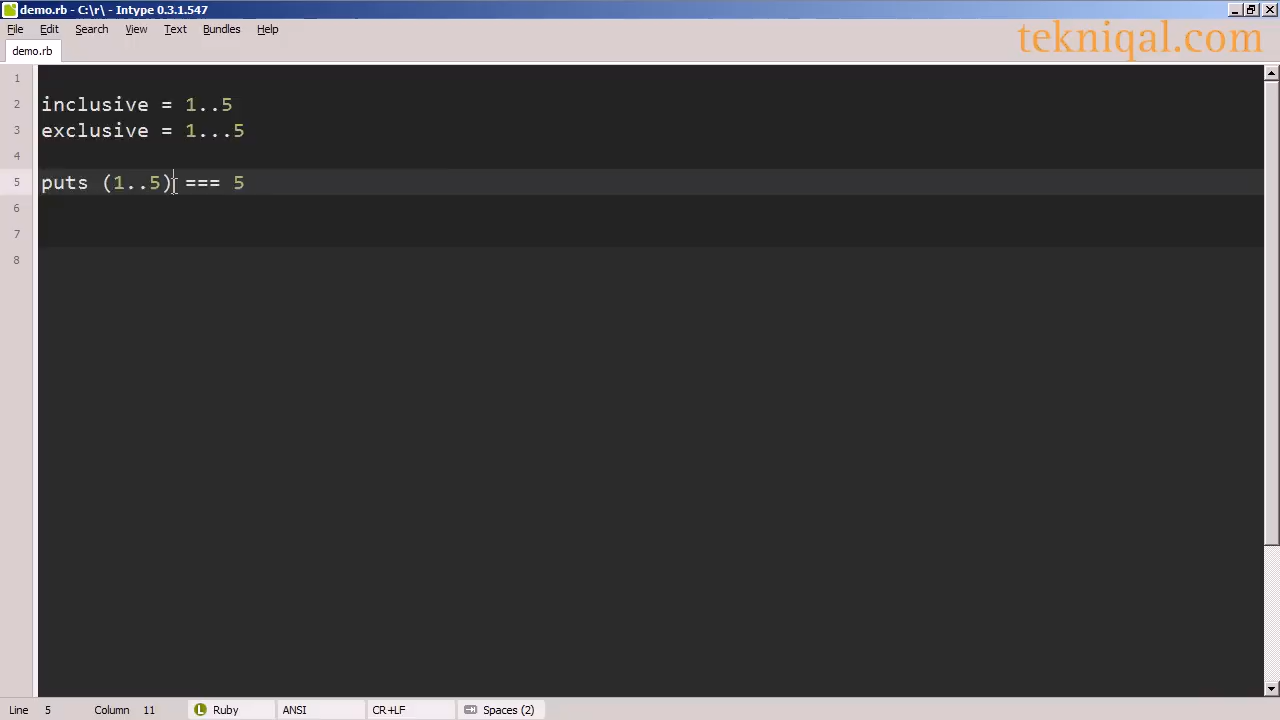 demo.rb - C:\r\ - Intype 0.3.1.547
File Edit Search View Text Bundles Help
tekniqal.com
demo.rb
1
2 inclusive = 1..5
3 exclusive = 1...5
4
5 puts (1..5) === 5
6
7
8
Line 5 Column 11 Ruby ANSI CR+LF Spaces (2)